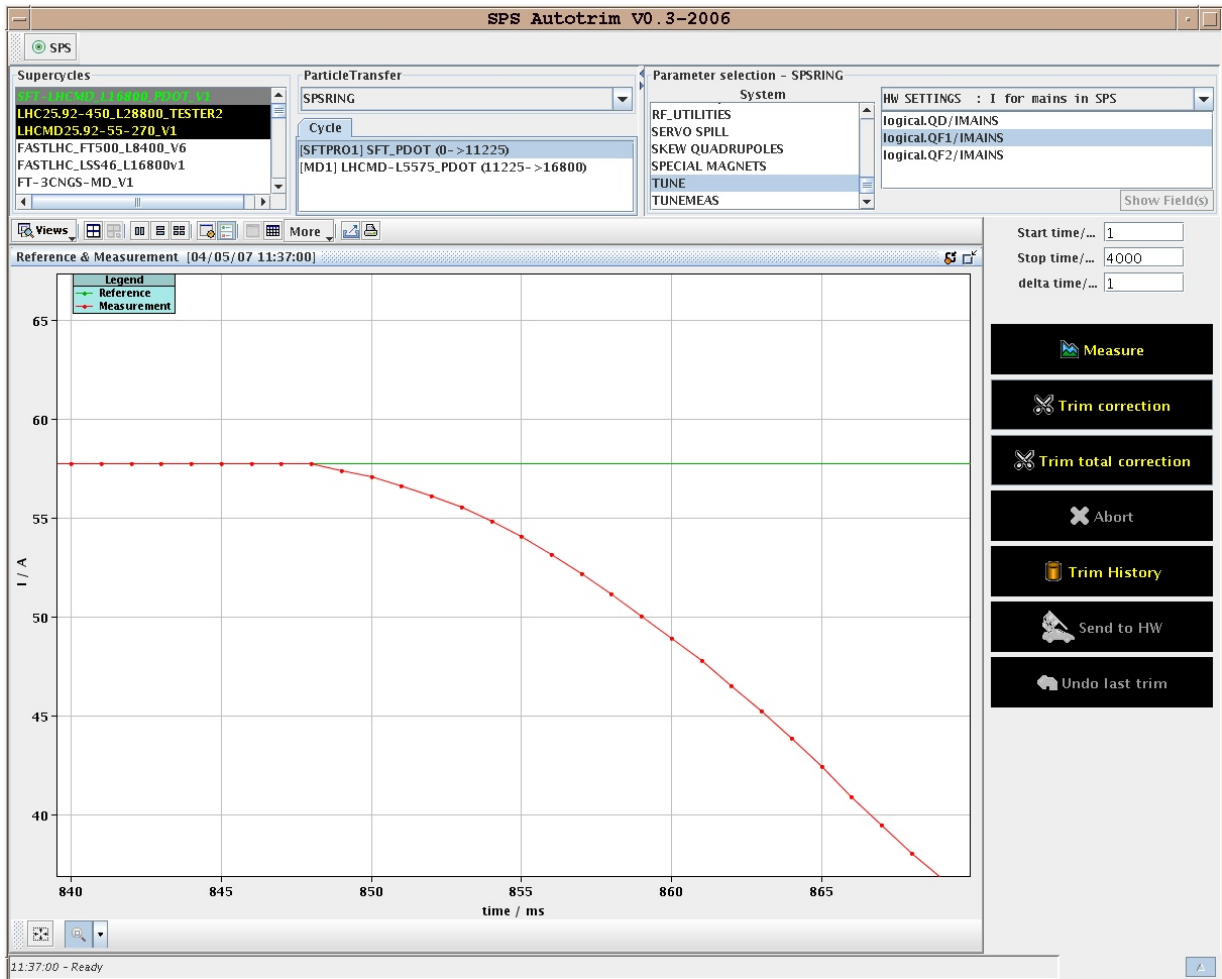 SPS Autotrim V0.3-2006
SPS
Supercycles
SFT-LHCMD_L16800_PDOT_V1
LHC25.92-450_L28800_TESTER2
LHCMD25.92-55-270_V1
FASTLHC_FT500_L8400_V6
FASTLHC_LSS46_L16800v1
FT-3CNGS-MD_V1
ParticleTransfer
SPSRING
Cycle
[SFTPRO1] SFT_PDOT (0->11225)
[MD1] LHCMD-L5575_PDOT (11225->16800)
Parameter selection - SPSRING
System
RF_UTILITIES
SERVO SPILL
SKEW QUADRUPOLES
SPECIAL MAGNETS
TUNE
TUNEMEAS
HW SETTINGS : I for mains in SPS
logical.QD/IMAINS
logical.QF1/IMAINS
logical.QF2/IMAINS
Show Field(s)
Views
More
Reference & Measurement [04/05/07 11:37:00]
Legend
Reference
Measurement
65
60
55
50
45
40
I / A
840 845 850 855 860 865
time / ms
Start time/... 1
Stop time/... 4000
delta time/... 1
Measure
Trim correction
Trim total correction
Abort
Trim History
Send to HW
Undo last trim
11:37:00 - Ready